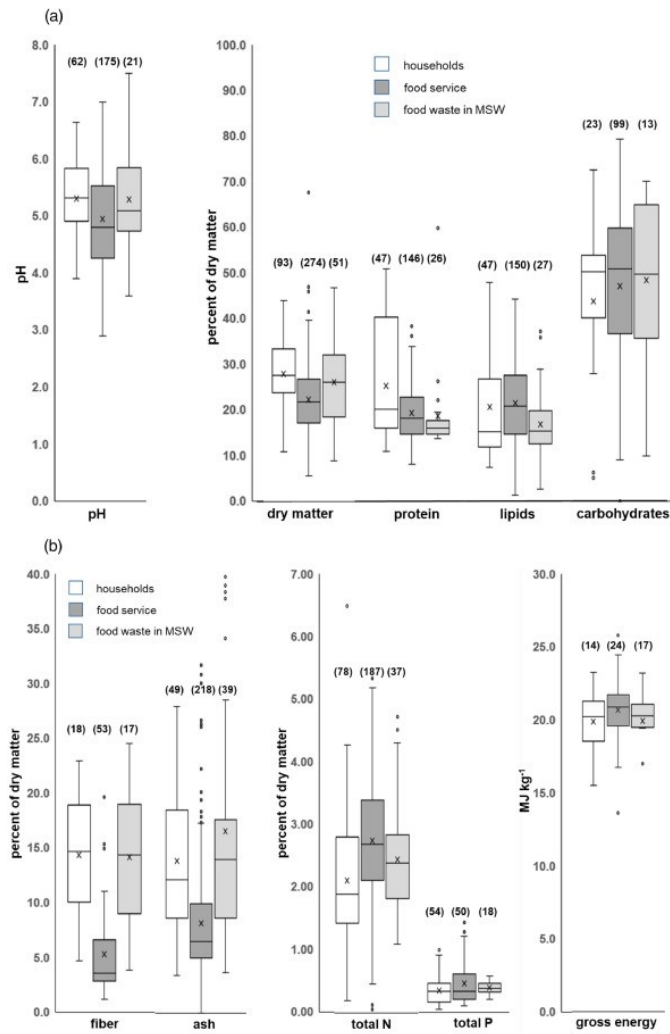 (a)
8.0
7.0
6.0
5.0
4.0
3.0
2.0
1.0
0.0
pH
(62) (175) (21)
pH
100.0
90.0
80.0
70.0
60.0
50.0
40.0
30.0
20.0
10.0
0.0
percent of dry matter
households
food service
food waste in MSW
(93) (274) (51)
(47) (146) (26)
(47) (150) (27)
(23) (99) (13)
dry matter protein lipids carbohydrates
(b)
40.0
35.0
30.0
25.0
20.0
15.0
10.0
5.0
0.0
percent of dry matter
households
food service
food waste in MSW
(18) (53) (17)
(49) (218) (39)
fiber ash
7.00
6.00
5.00
4.00
3.00
2.00
1.00
0.00
percent of dry matter
(78) (187) (37)
(54) (50) (18)
total N total P
30.0
25.0
20.0
15.0
10.0
5.0
0.0
MJ kg-1
(14) (24) (17)
gross energy